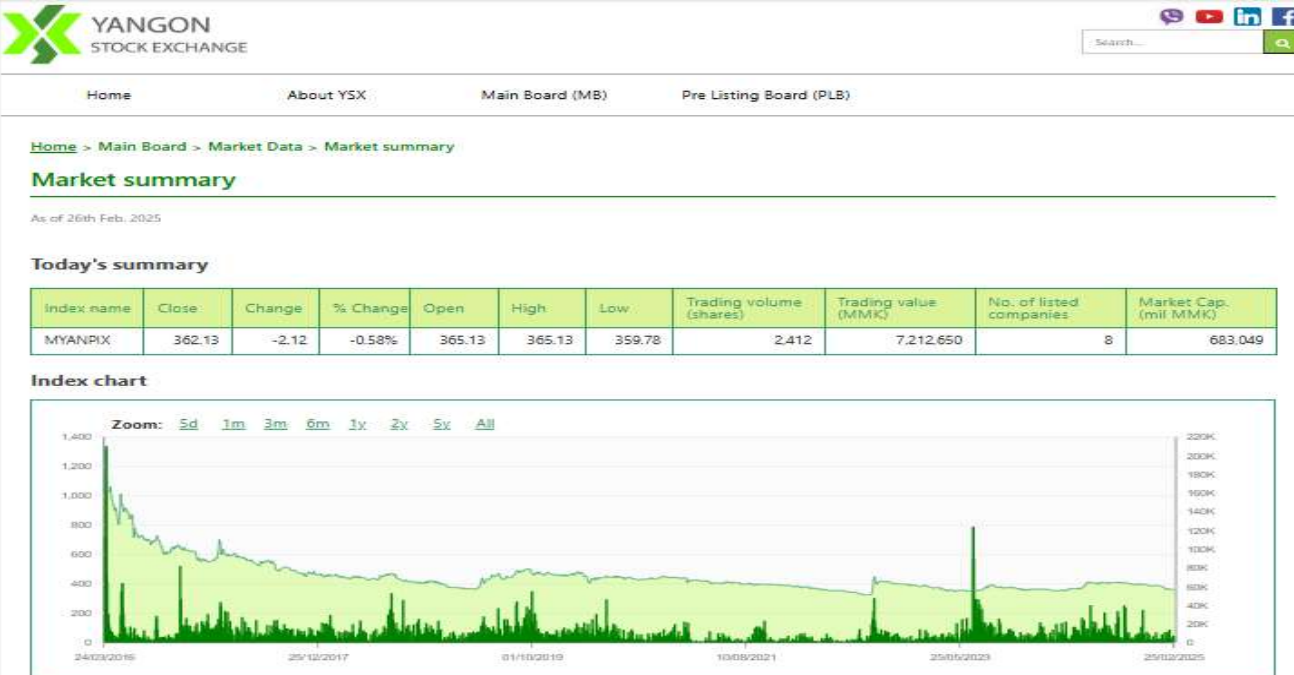 YANGON
STOCK EXCHANGE
Search...
Home About YSX Main Board (MB) Pre Listing Board (PLB)
Home > Main Board > Market Data > Market summary
Market summary
As of 26th Feb. 2025
Today's summary
Index name Close Change % Change Open High Low Trading volume (shares) Trading value (MMK) No. of listed companies Market Cap. (mil MMK)
MYANPIX 362.13 -2.12 -0.58% 365.13 365.13 359.78 2,412 7,212,650 8 683,049
Index chart
Zoom: 5d 1m 3m 6m 1y 2y 5y All
1,400 220K
1,200 200K
1,000 180K
800 160K
600 140K
400 120K
200 100K
0 80K
60K
40K
20K
0
24/03/2016 25/12/2017 01/10/2019 10/08/2021 25/05/2023 25/02/2025